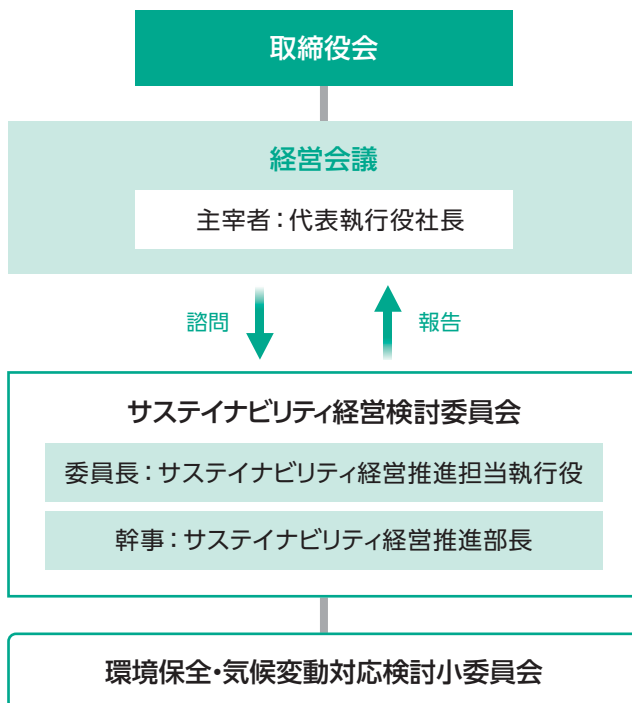 取締役会
経営会議
主宰者：代表執行役社長
諮問
報告
サステイナビリティ経営検討委員会
委員長：サステイナビリティ経営推進担当執行役
幹事：サステイナビリティ経営推進部長
環境保全・気候変動対応検討小委員会